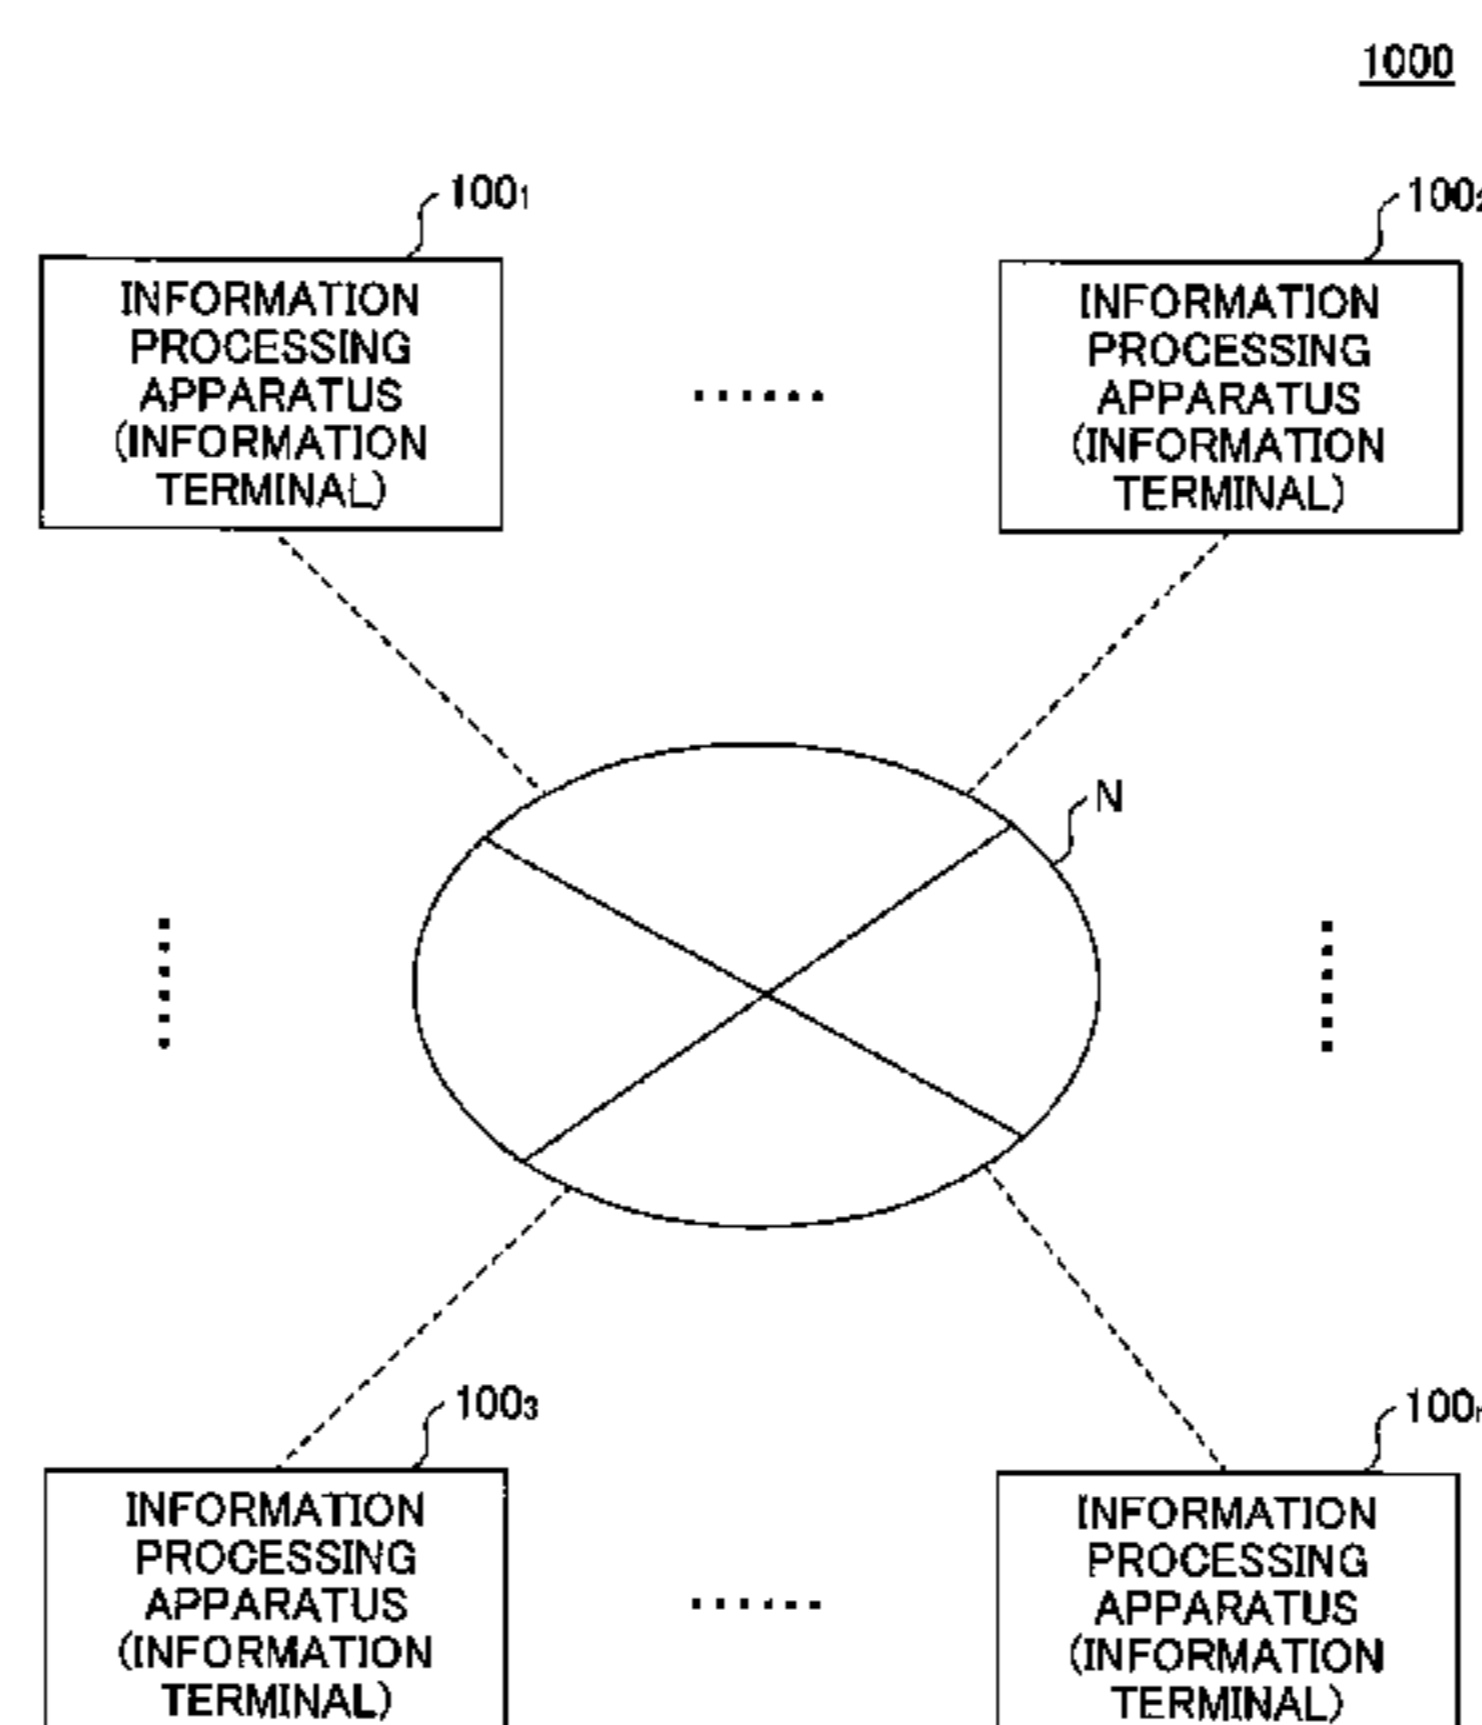 1000
100₁
100₂
INFORMATION
PROCESSING
APPARATUS
(INFORMATION
TERMINAL)
INFORMATION
PROCESSING
APPARATUS
(INFORMATION
TERMINAL)
N
100₃
100
INFORMATION
PROCESSING
APPARATUS
(INFORMATION
TERMINAL)
INFORMATION
PROCESSING
APPARATUS
(INFORMATION
TERMINAL)